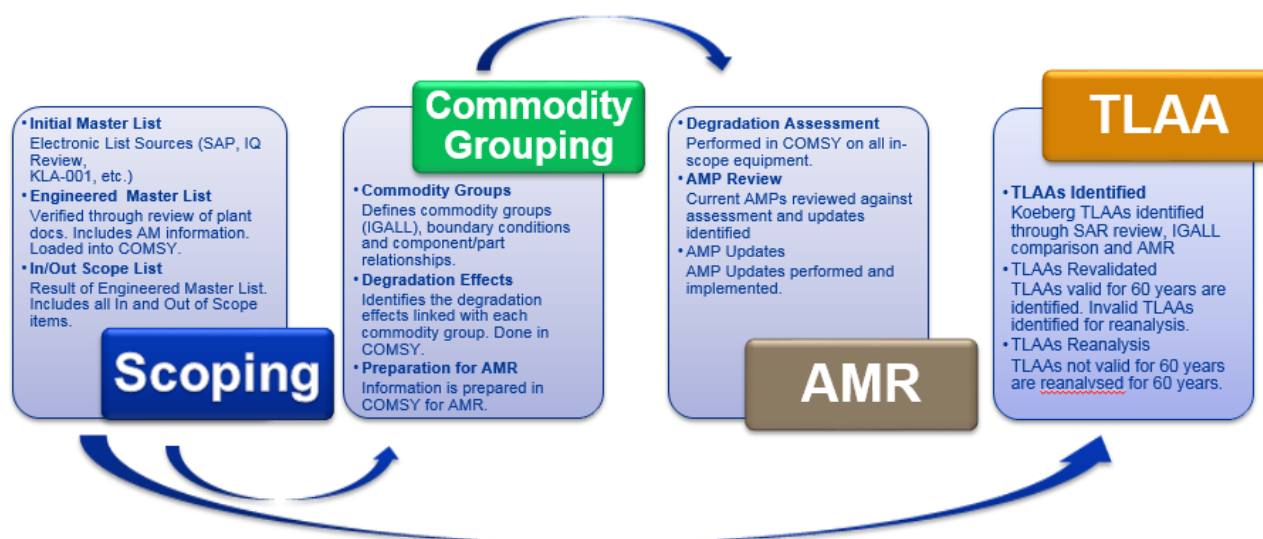 • Initial Master List
Electronic List Sources (SAP, IQ
Review,
KLA-001, etc.)
• Engineered Master List
Verified through review of plant
docs. Includes AM information.
Loaded into COMSY.
• In/Out Scope List
Result of Engineered Master List.
Includes all In and Out of Scope
items.
Scoping
Commodity
Grouping
• Commodity Groups
Defines commodity groups
(IGALL), boundary conditions
and component/part
relationships.
• Degradation Effects
Identifies the degradation
effects linked with each
commodity group. Done in
COMSY.
• Preparation for AMR
Information is prepared in
COMSY for AMR.
• Degradation Assessment
Performed in COMSY on all in-
scope equipment.
• AMP Review
Current AMPs reviewed against
assessment and updates
identified
• AMP Updates
AMP Updates performed and
implemented.
AMR
TLAA
• TLAAs Identified
Koeberg TLAAs identified
through SAR review, IGALL
comparison and AMR
• TLAAs Revalidated
TLAAs valid for 60 years are
identified. Invalid TLAAs
identified for reanalysis.
• TLAAs Reanalysis
TLAAs not valid for 60 years
are reanalysed for 60 years.